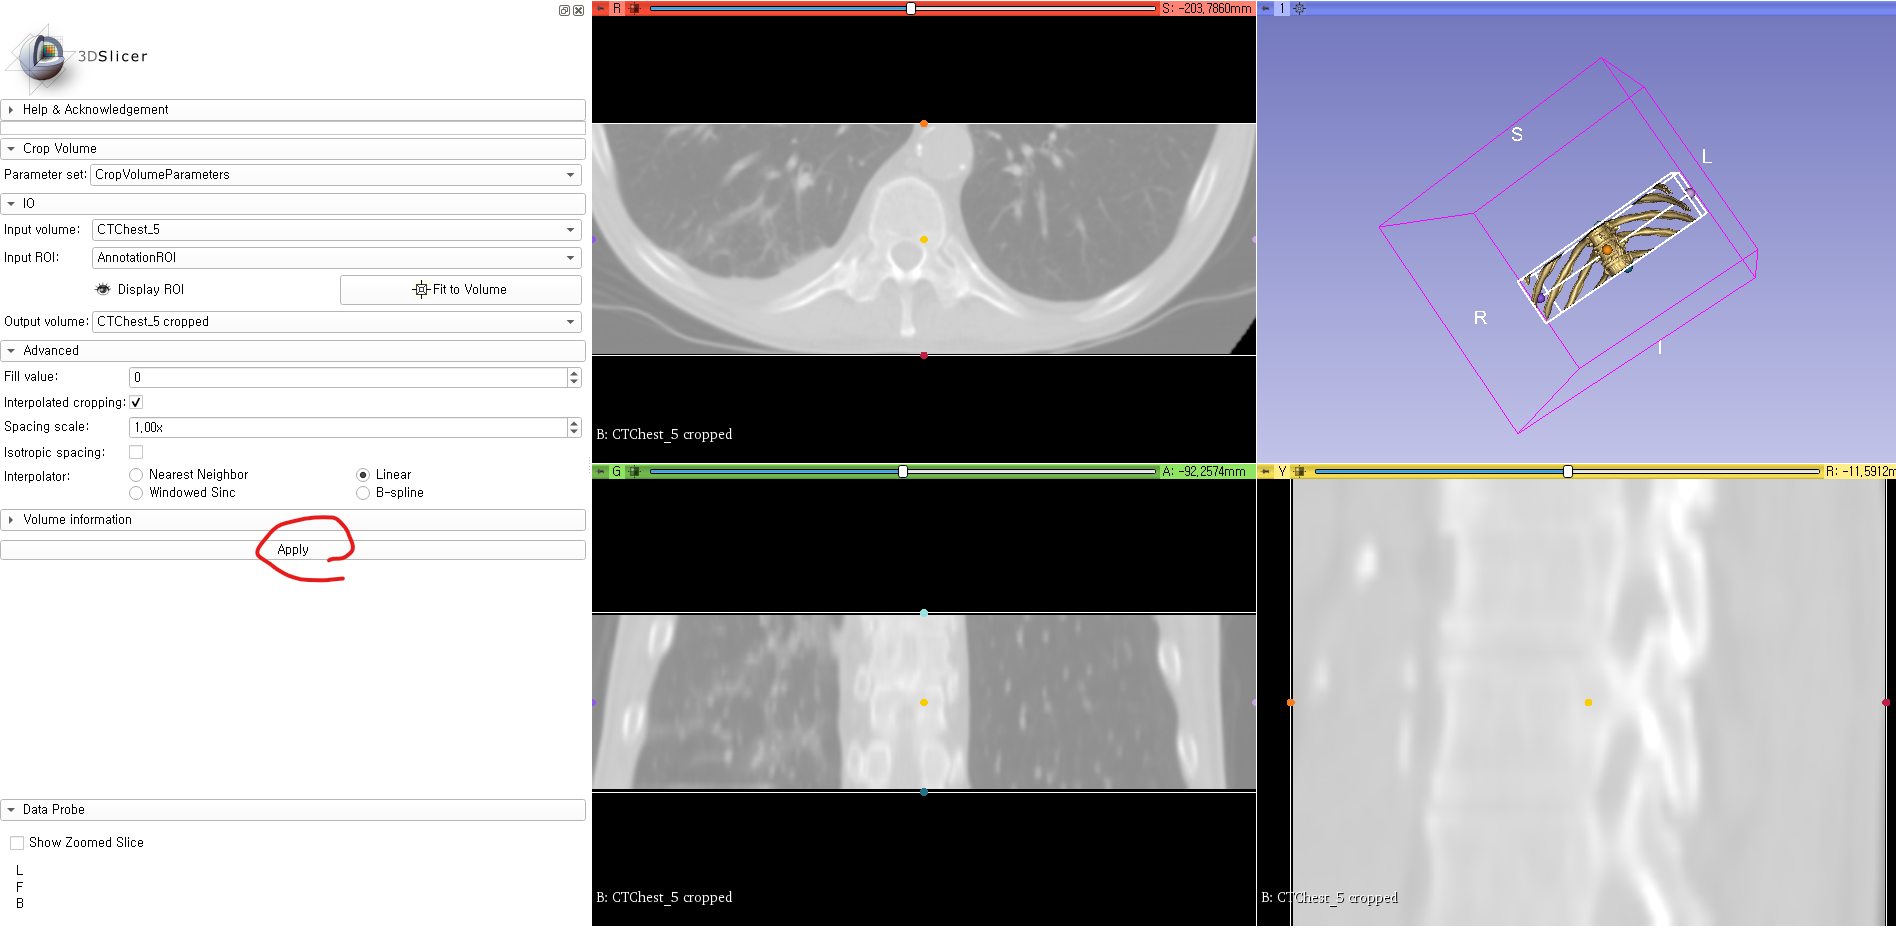 3DSlicer
Help & Acknowledgement
Crop Volume
Parameter set: CropVolumeParameters
IO
Input volume: CTChest_5
Input ROI: AnnotationROI
Display ROI Fit to Volume
Output volume: CTChest_5 cropped
Advanced
Fill value: 0
Interpolated cropping:
Spacing scale: 1,00x
Isotropic spacing:
Interpolator: Nearest Neighbor Linear
Windowed Sinc B-spline
Volume information
Apply
Data Probe
Show Zoomed Slice
L
F
B
R S: -203,7860mm
B: CTChest_5 cropped
1
S
L
R
I
G A: -92,2574mm
B: CTChest_5 cropped
Y R: -11,5912m
B: CTChest_5 cropped